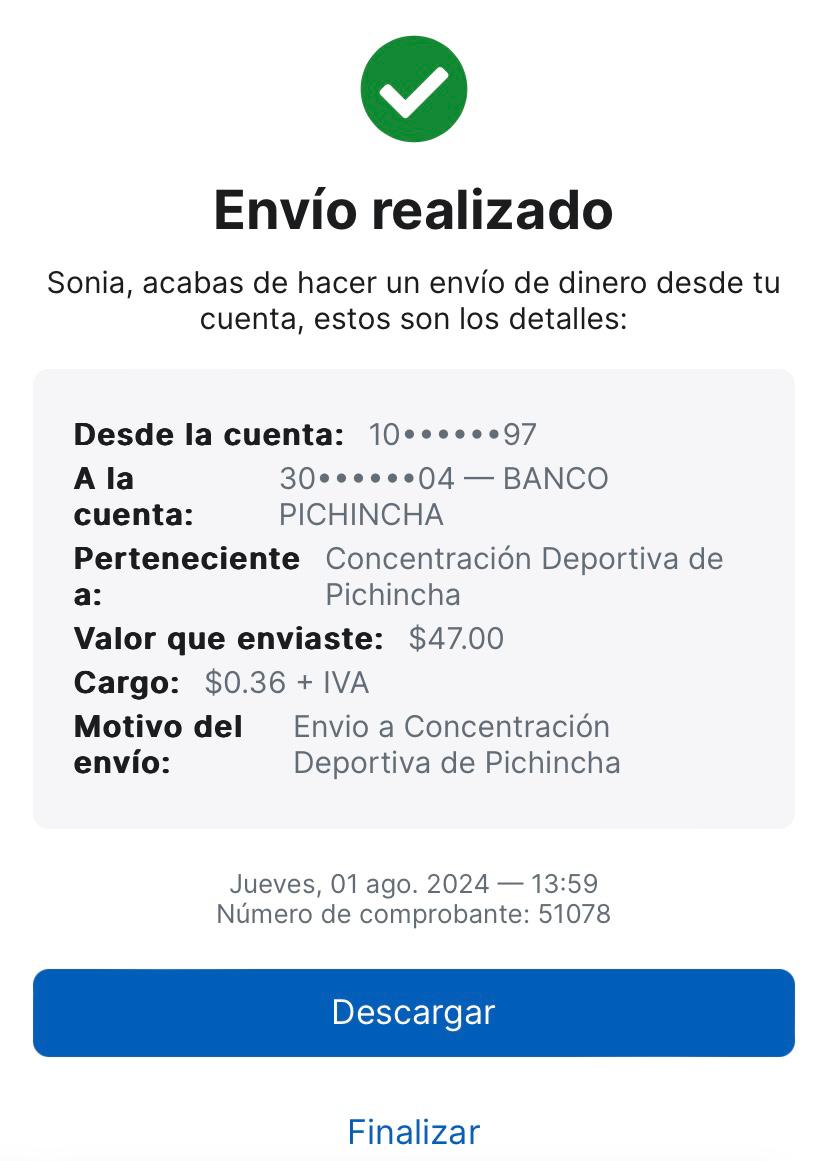 Envío realizado
Sonia, acabas de hacer un envío de dinero desde tu
cuenta, estos son los detalles:
Desde la cuenta: 10••••••97
A la cuenta: 30••••••04 — BANCO
PICHINCHA
Perteneciente a: Concentración Deportiva de
Pichincha
Valor que enviaste: $47.00
Cargo: $0.36 + IVA
Motivo del envío: Envio a Concentración
Deportiva de Pichincha
Jueves, 01 ago. 2024 — 13:59
Número de comprobante: 51078
Descargar
Finalizar